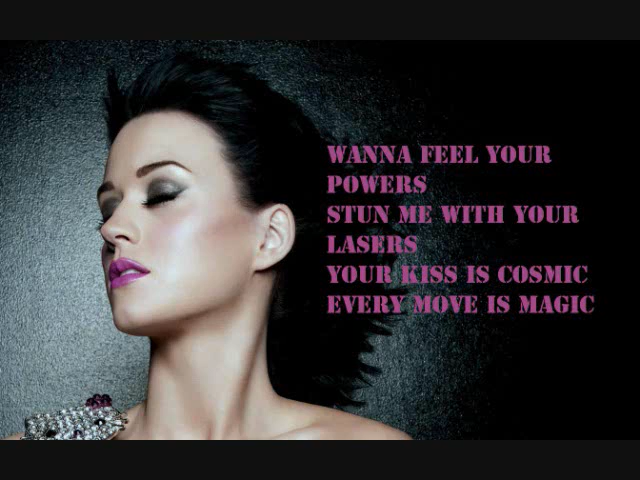 WANNA FEEL YOUR
POWERS
STUN ME WITH YOUR
LASERS
YOUR KISS IS COSMIC
EVERY MOVE IS MAGIC